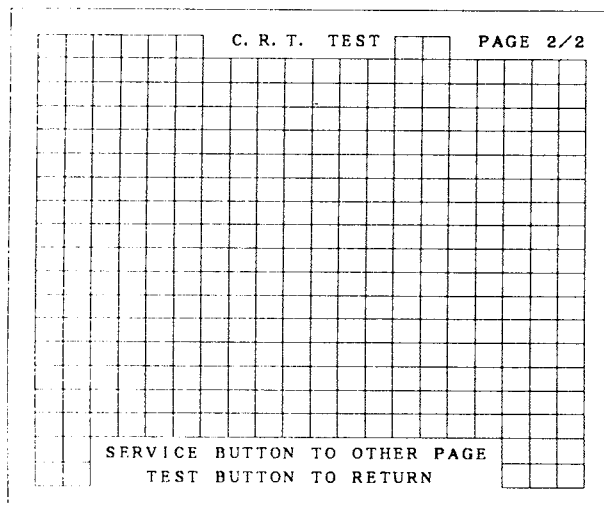 C. R. T. TEST PAGE 2/2
SERVICE BUTTON TO OTHER PAGE
TEST BUTTON TO RETURN